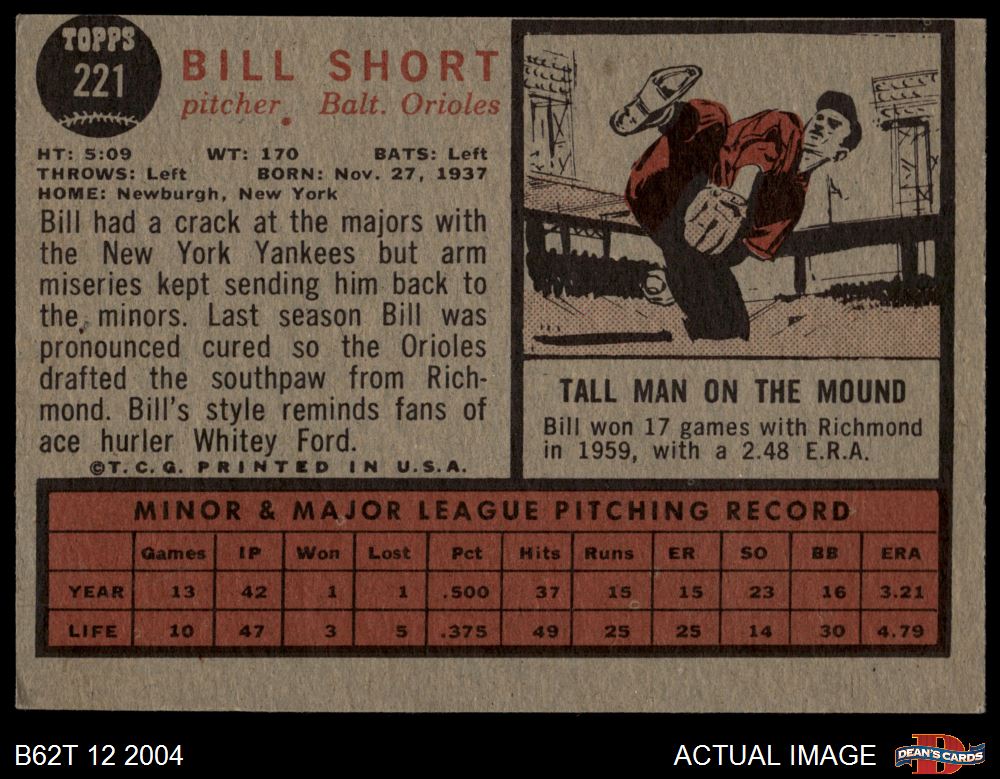 TOPPS
221
BILL SHORT
pitcher Balt. Orioles
HT: 5:09 WT: 170 BATS: Left
THROWS: Left BORN: Nov. 27, 1937
HOME: Newburgh, New York
Bill had a crack at the majors with
the New York Yankees but arm
miseries kept sending him back to
the minors. Last season Bill was
pronounced cured so the Orioles
drafted the southpaw from Rich-
mond. Bill's style reminds fans of
ace hurler Whitey Ford.
©T.C.G. PRINTED IN U.S.A.
TALL MAN ON THE MOUND
Bill won 17 games with Richmond
in 1959, with a 2.48 E.R.A.
MINOR & MAJOR LEAGUE PITCHING RECORD
Games IP Won Lost Pct Hits Runs ER SO BB ERA
YEAR 13 42 1 1 .500 37 15 15 23 16 3.21
LIFE 10 47 3 5 .375 49 25 25 14 30 4.79
B62T 12 2004
ACTUAL IMAGE
DEAN'S CARDS